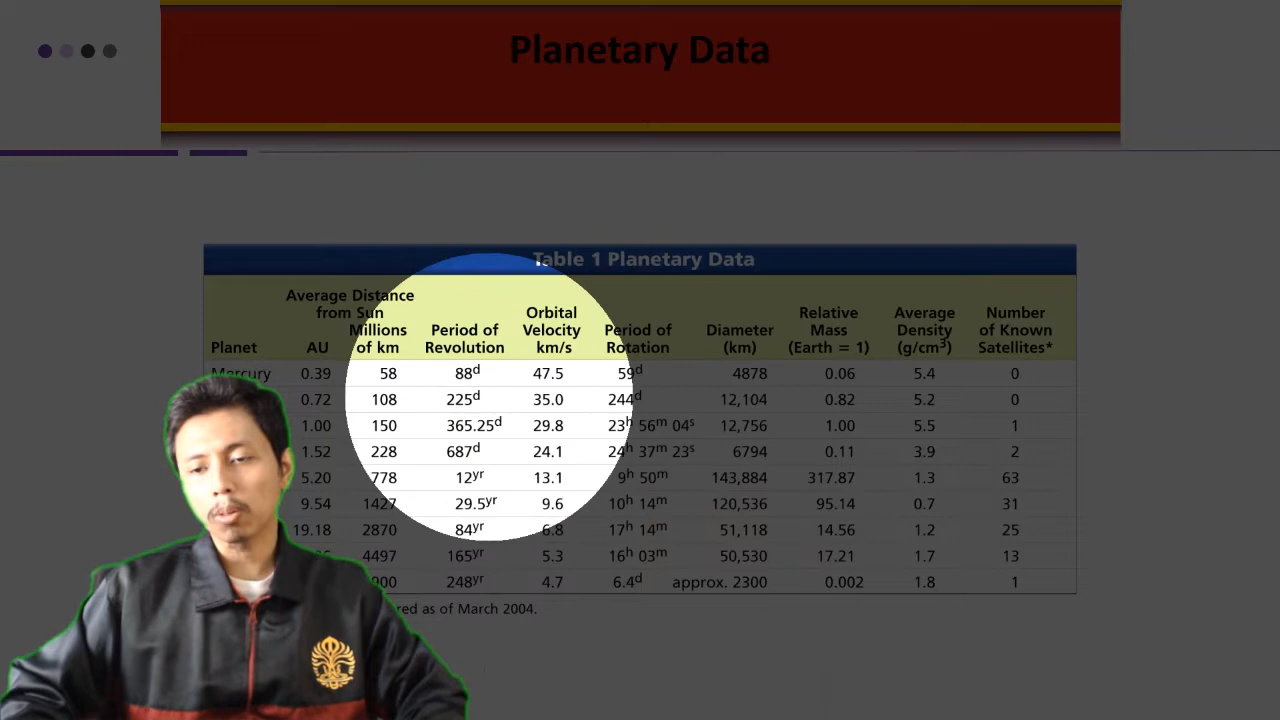 Planetary Data
Table 1 Planetary Data
Planet Average Distance from Sun AU Millions of km Period of Revolution Orbital Velocity km/s Period of Rotation Diameter (km) Relative Mass (Earth = 1) Average Density (g/cm³) Number of Known Satellites*
Mercury 0.39 58 88d 47.5 59d 4878 0.06 5.4 0
0.72 108 225d 35.0 244d 12,104 0.82 5.2 0
1.00 150 365.25d 29.8 23h 56m 04s 12,756 1.00 5.5 1
1.52 228 687d 24.1 24h 37m 23s 6794 0.11 3.9 2
5.20 778 12yr 13.1 9h 50m 143,884 317.87 1.3 63
9.54 1427 29.5yr 9.6 10h 14m 120,536 95.14 0.7 31
19.18 2870 84yr 6.8 17h 14m 51,118 14.56 1.2 25
4497 165yr 5.3 16h 03m 50,530 17.21 1.7 13
248yr 4.7 6.4d approx. 2300 0.002 1.8 1
as of March 2004.